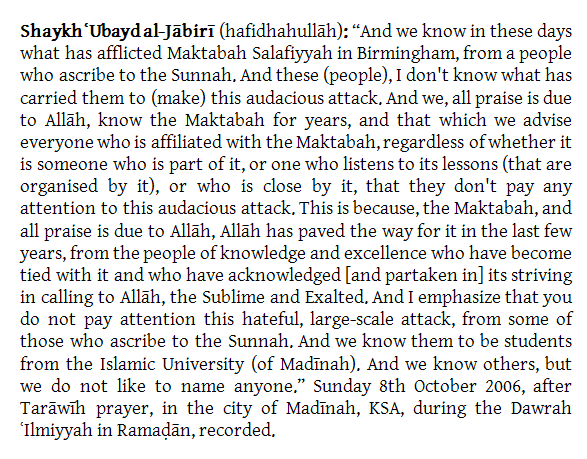 Shaykh ʿUbayd al-Jābirī (hafidhahullāh): “And we know in these days
what has afflicted Maktabah Salafiyyah in Birmingham, from a people
who ascribe to the Sunnah. And these (people), I don't know what has
carried them to (make) this audacious attack. And we, all praise is due
to Allāh, know the Maktabah for years, and that which we advise
everyone who is affiliated with the Maktabah, regardless of whether it
is someone who is part of it, or one who listens to its lessons (that are
organised by it), or who is close by it, that they don't pay any
attention to this audacious attack. This is because, the Maktabah, and
all praise is due to Allāh, Allāh has paved the way for it in the last few
years, from the people of knowledge and excellence who have become
tied with it and who have acknowledged [and partaken in] its striving
in calling to Allāh, the Sublime and Exalted. And I emphasize that you
do not pay attention this hateful, large-scale attack, from some of
those who ascribe to the Sunnah. And we know them to be students
from the Islamic University (of Madīnah). And we know others, but
we do not like to name anyone.” Sunday 8th October 2006, after
Tarāwīh prayer, in the city of Madīnah, KSA, during the Dawrah
ʿIlmiyyah in Ramaḍān, recorded.